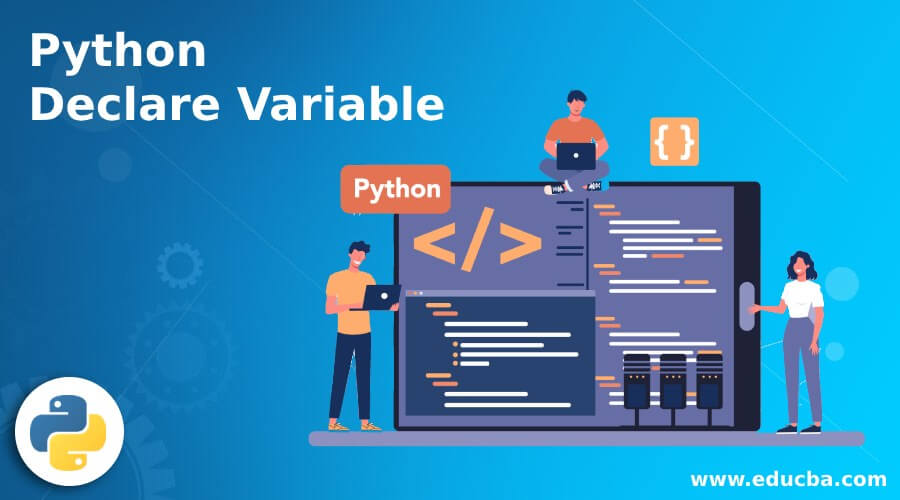 Python
Declare Variable
Python
{ }
</>
www.educba.com